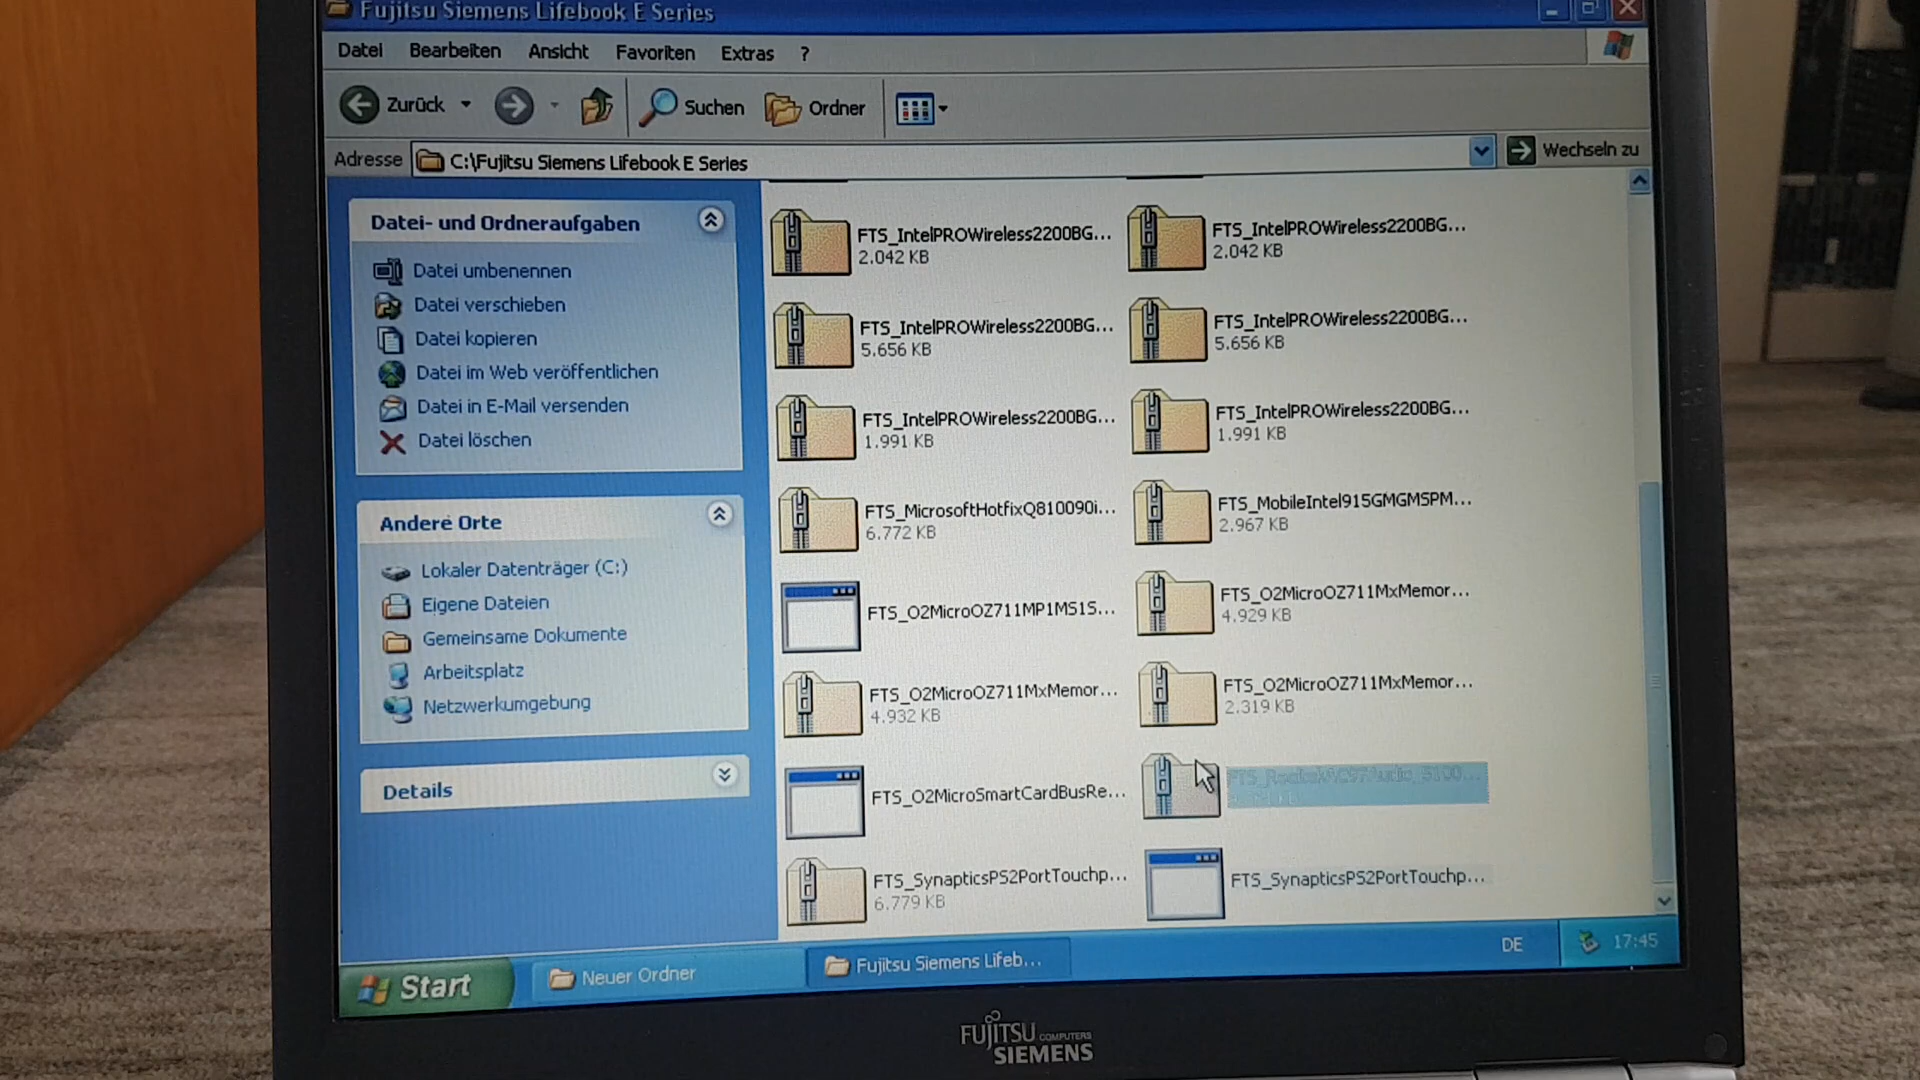 Fujitsu Siemens Lifebook E Series
Datei Bearbeiten Ansicht Favoriten Extras ?
Zurück Suchen Ordner
Adresse C:\Fujitsu Siemens Lifebook E Series Wechseln zu
Datei- und Ordneraufgaben
Datei umbenennen
Datei verschieben
Datei kopieren
Datei im Web veröffentlichen
Datei in E-Mail versenden
Datei löschen
Andere Orte
Lokaler Datenträger (C:)
Eigene Dateien
Gemeinsame Dokumente
Arbeitsplatz
Netzwerkumgebung
Details
FTS_IntelPROWireless2200BG...
2.042 KB
FTS_IntelPROWireless2200BG...
2.042 KB
FTS_IntelPROWireless2200BG...
5.656 KB
FTS_IntelPROWireless2200BG...
5.656 KB
FTS_IntelPROWireless2200BG...
1.991 KB
FTS_IntelPROWireless2200BG...
1.991 KB
FTS_MicrosoftHotfixQ810090i...
6.772 KB
FTS_MobileIntel915GMGMSPM...
2.967 KB
FTS_O2MicroOZ711MP1MS1S...
FTS_O2MicroOZ711MxMemor...
4.929 KB
FTS_O2MicroOZ711MxMemor...
4.932 KB
FTS_O2MicroOZ711MxMemor...
2.319 KB
FTS_O2MicroSmartCardBusRe...
FTS_RealtekAC97Audio_5100...
FTS_SynapticsPS2PortTouchp...
6.779 KB
FTS_SynapticsPS2PortTouchp...
Start Neuer Ordner Fujitsu Siemens Lifeb... DE 17:45
FUJITSU COMPUTERS
SIEMENS